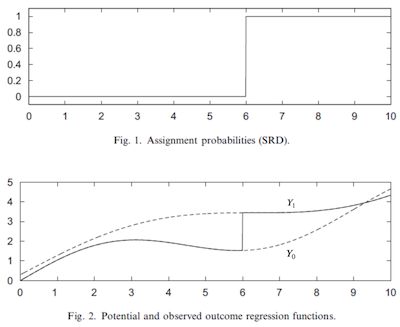 1
0.8
0.6
0.4
0.2
0
0 1 2 3 4 5 6 7 8 9 10
Fig. 1. Assignment probabilities (SRD).
5
4
3
2
1
0
Y1
Y0
0 1 2 3 4 5 6 7 8 9 10
Fig. 2. Potential and observed outcome regression functions.